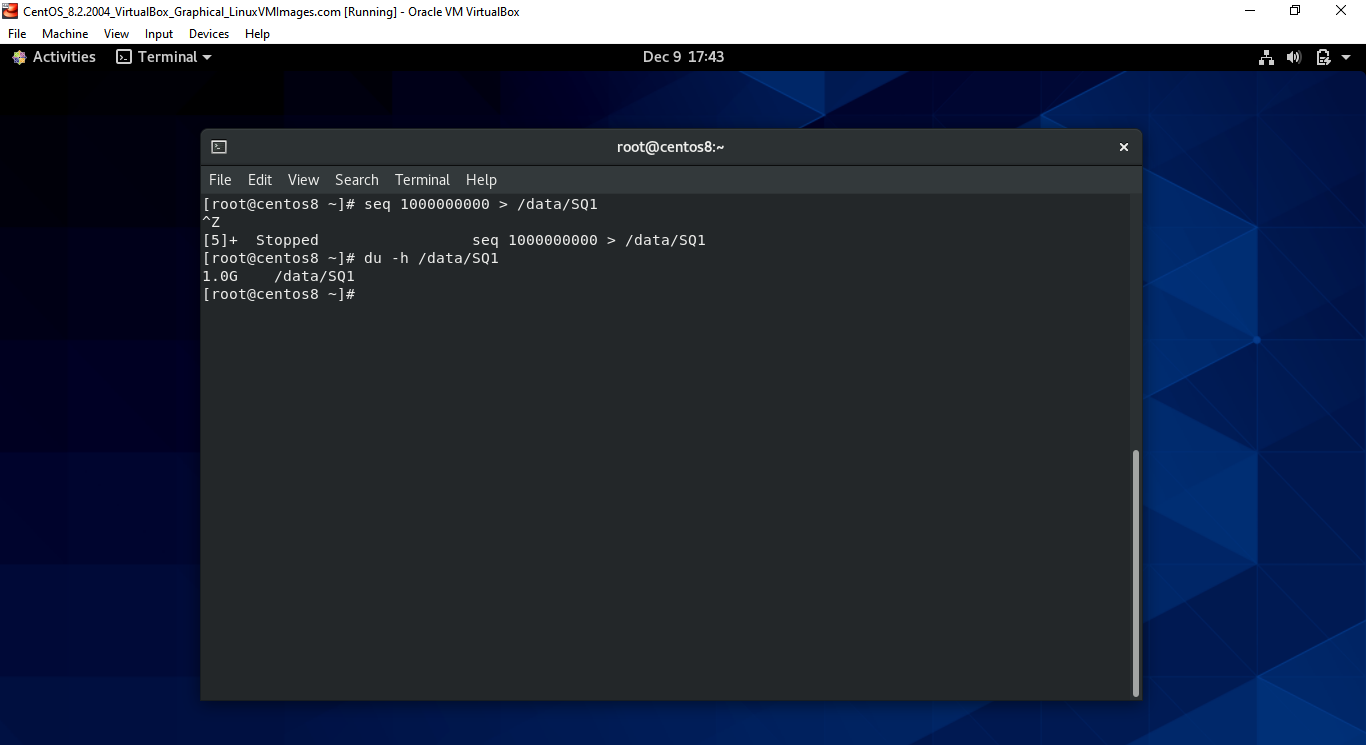 CentOS_8.2.2004_VirtualBox_Graphical_LinuxVMImages.com [Running] - Oracle VM VirtualBox
File Machine View Input Devices Help
Activities Terminal Dec 9 17:43
root@centos8:~
File Edit View Search Terminal Help
[root@centos8 ~]# seq 1000000000 > /data/SQ1
^Z
[5]+  Stopped                 seq 1000000000 > /data/SQ1
[root@centos8 ~]# du -h /data/SQ1
1.0G    /data/SQ1
[root@centos8 ~]#